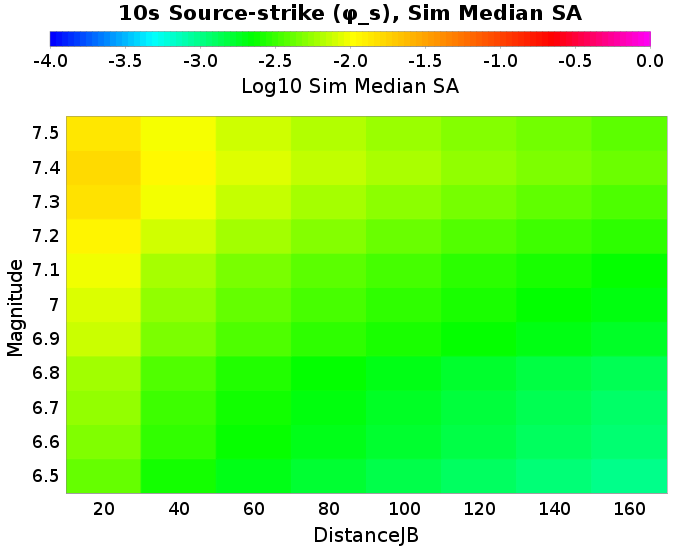 10s Source-strike (φ_s), Sim Median SA
-4.0 -3.5 -3.0 -2.5 -2.0 -1.5 -1.0 -0.5 0.0
Log10 Sim Median SA
Magnitude
7.5
7.4
7.3
7.2
7.1
7
6.9
6.8
6.7
6.6
6.5
20 40 60 80 100 120 140 160
DistanceJB